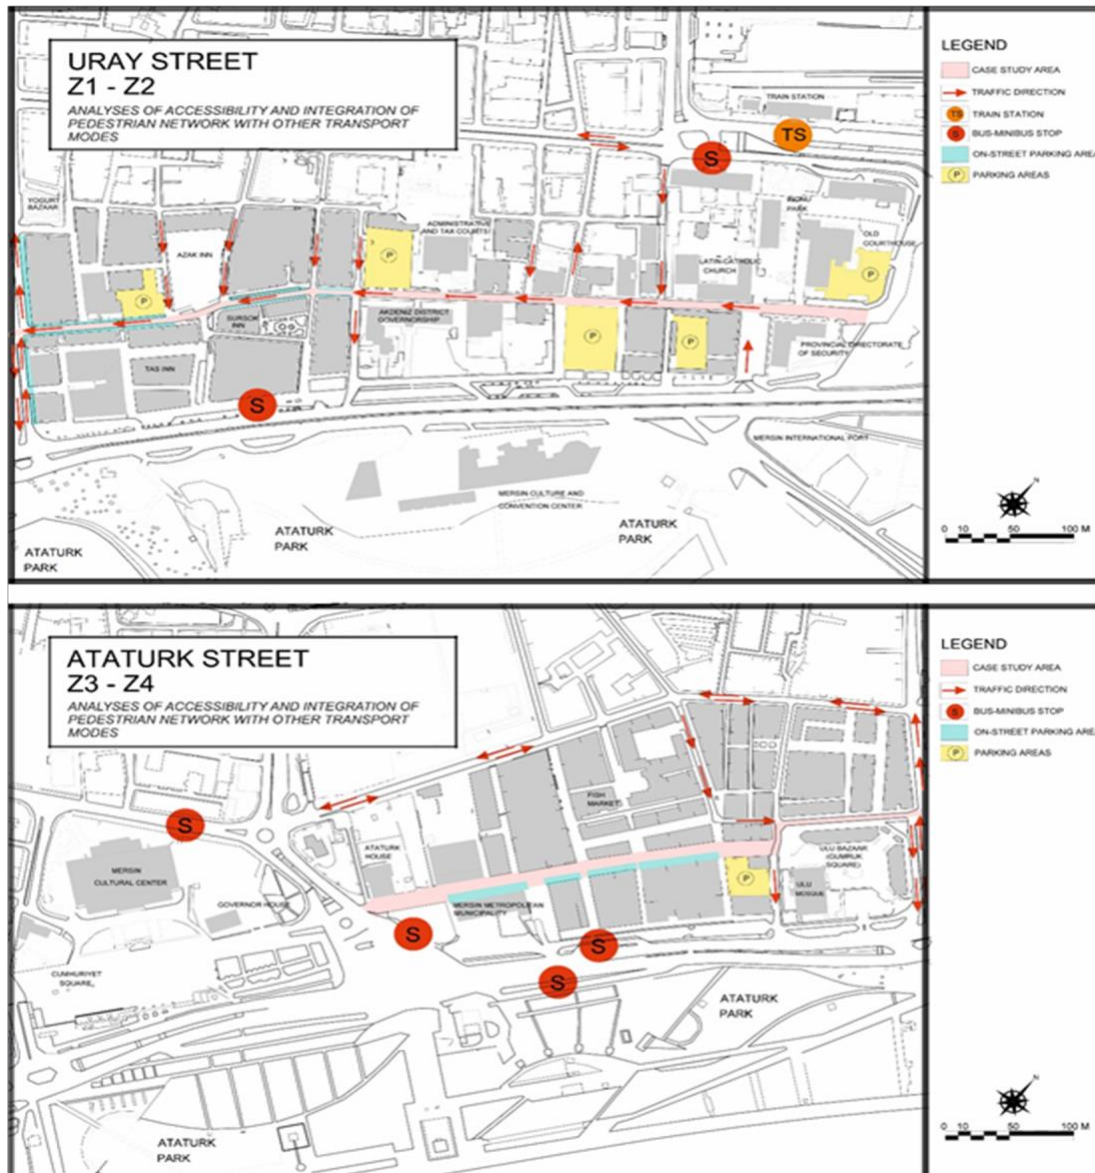 URAY STREET
Z1 - Z2
ANALYSES OF ACCESSIBILITY AND INTEGRATION OF
PEDESTRIAN NETWORK WITH OTHER TRANSPORT
MODES
LEGEND
CASE STUDY AREA
TRAFFIC DIRECTION
TS
TRAIN STATION
S
BUS-MINIBUS STOP
ON-STREET PARKING AREA
P
PARKING AREAS
TRAIN STATION
TS
S
YOGURT
BAZAAR
AZAK INN
ADMINISTRATIVE
AND TAX COURTS
PARK
OLD
COURTHOUSE
P
P
LATIN-CATHOLIC
CHURCH
P
SURSOK
INN
AKDENIZ DISTRICT
GOVERNORSHIP
P
P
PROVINCIAL DIRECTORATE
OF SECURITY
TAS INN
S
MERSIN INTERNATIONAL PORT
MERSIN CULTURE AND
CONVENTION CENTER
ATATURK
PARK
ATATURK
PARK
ATATURK
PARK
N
0 10 50 100 M
ATATURK STREET
Z3 - Z4
ANALYSES OF ACCESSIBILITY AND INTEGRATION OF
PEDESTRIAN NETWORK WITH OTHER TRANSPORT
MODES
LEGEND
CASE STUDY AREA
TRAFFIC DIRECTION
S
BUS-MINIBUS STOP
ON-STREET PARKING AREA
P
PARKING AREAS
FISH
MARKET
S
ATATURK
HOUSE
ULU BAZAAR
(GUMRUK
SQUARE)
MERSIN
CULTURAL CENTER
P
ULU
MOSQUE
GOVERNOR HOUSE
MERSIN METROPOLITAN
MUNICIPALITY
S
S
CUMHURIYET
SQUARE
S
ATATURK
PARK
ATATURK
PARK
N
0 10 50 100 M